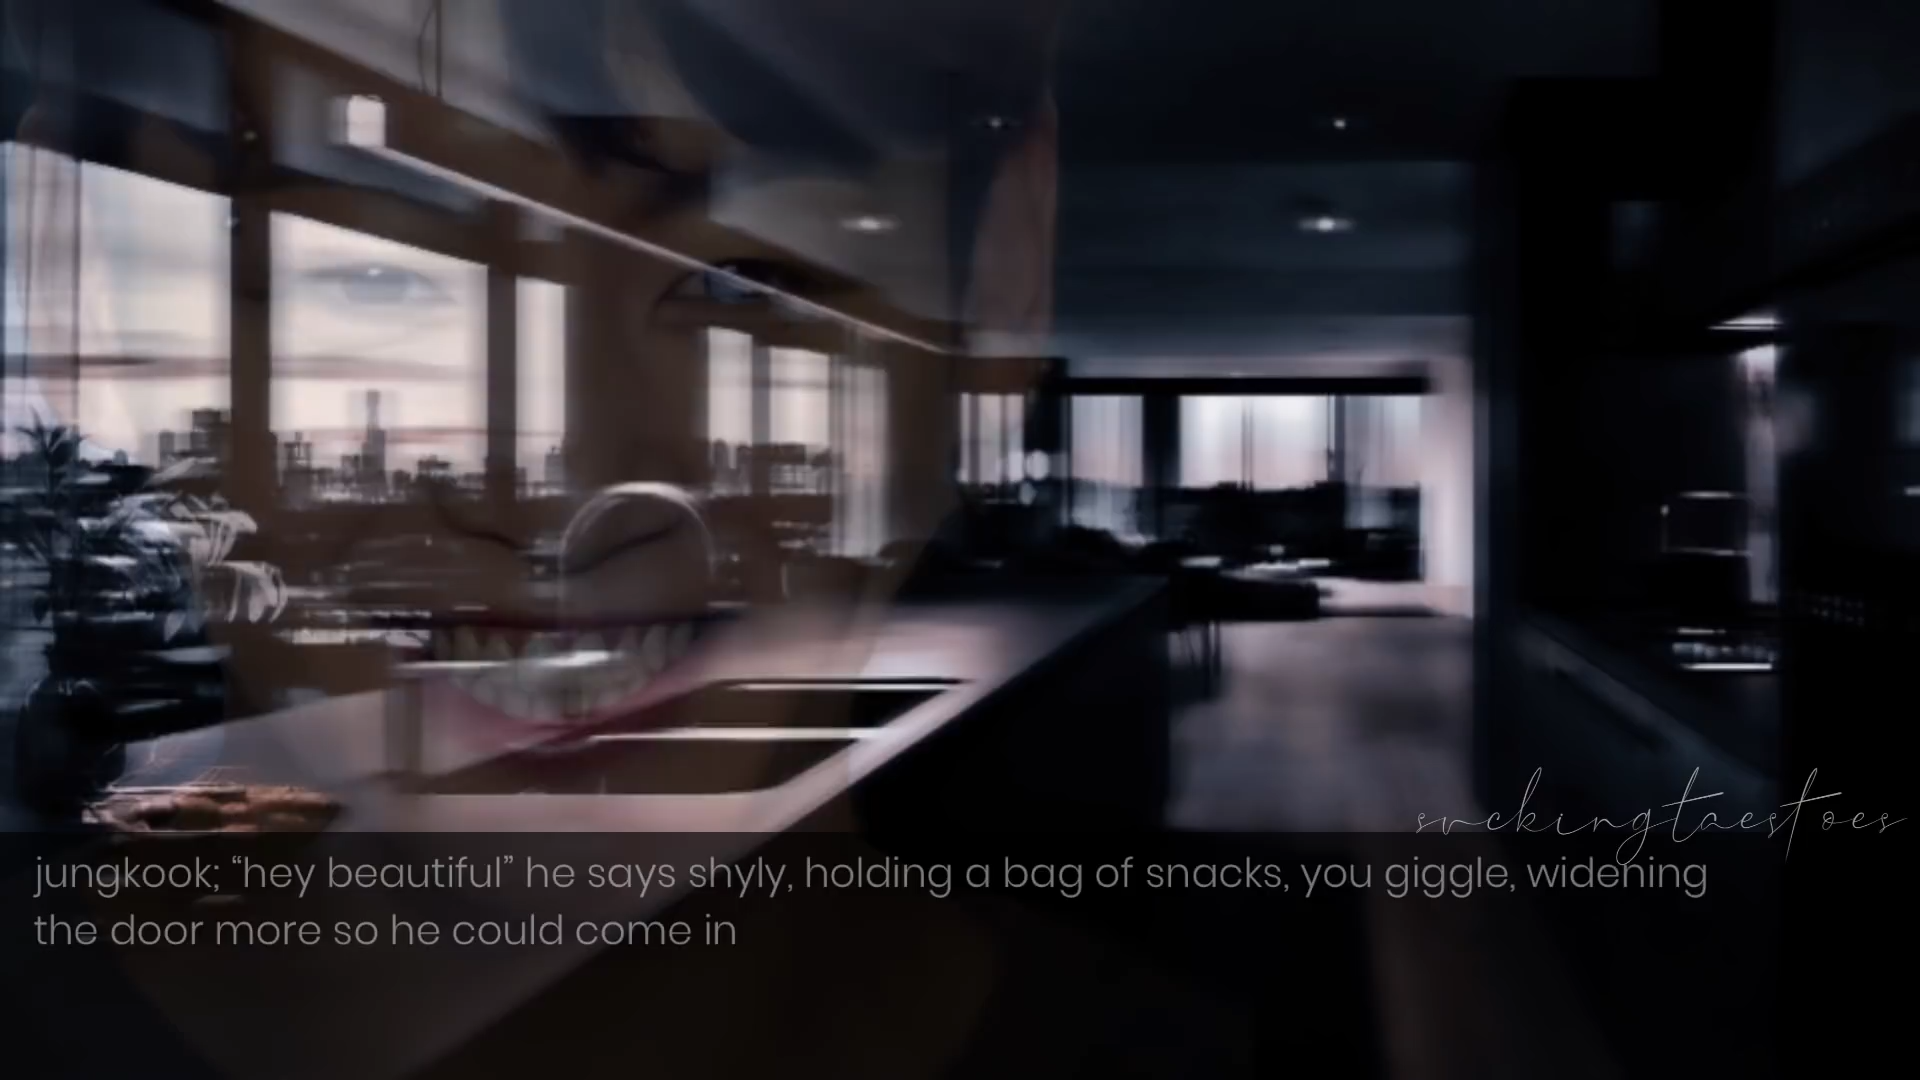 svckingtaestoes
jungkook; “hey beautiful” he says shyly, holding a bag of snacks, you giggle, widening
the door more so he could come in